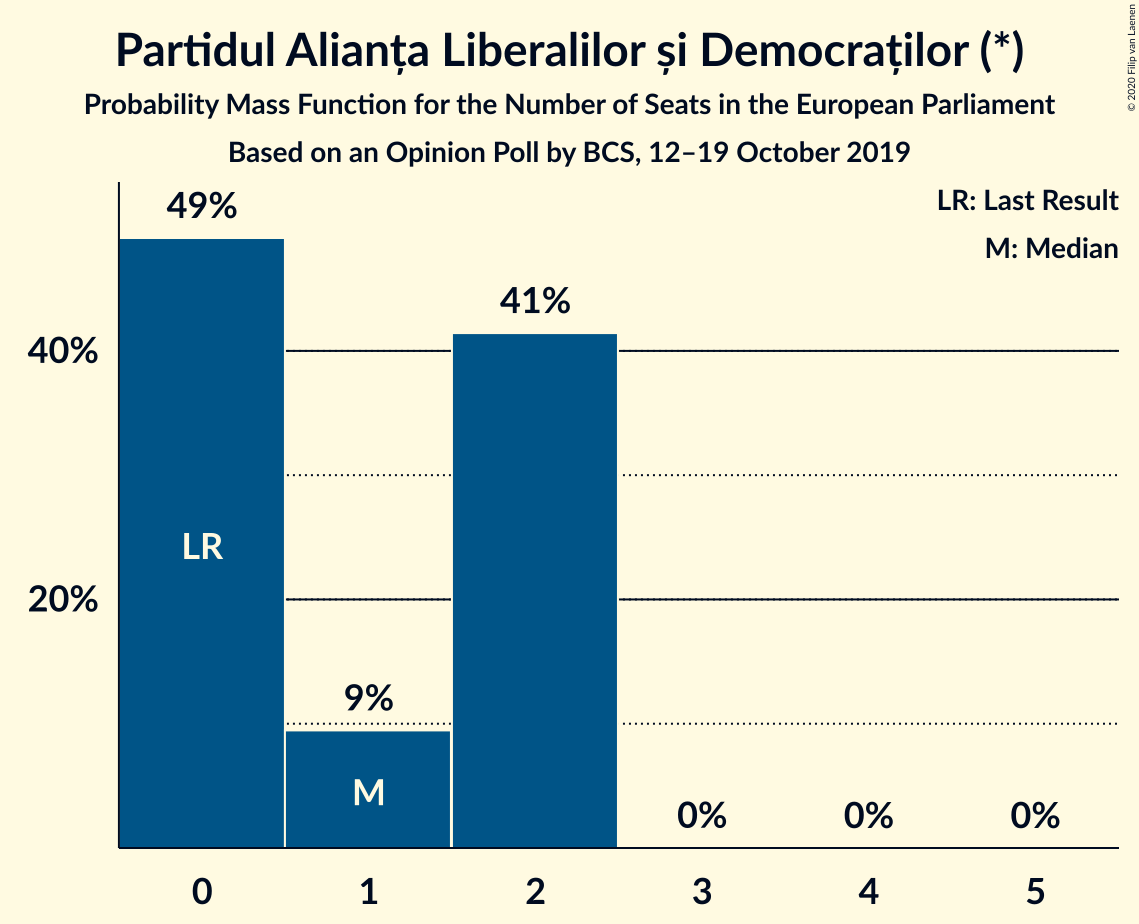 Partidul Alianța Liberalilor și Democraților (*)
Probability Mass Function for the Number of Seats in the European Parliament
Based on an Opinion Poll by BCS, 12–19 October 2019
© 2020 Filip van Laenen
LR: Last Result
M: Median
49%
41%
40%
LR
20%
9%
M
0%
0%
0%
0
1
2
3
4
5